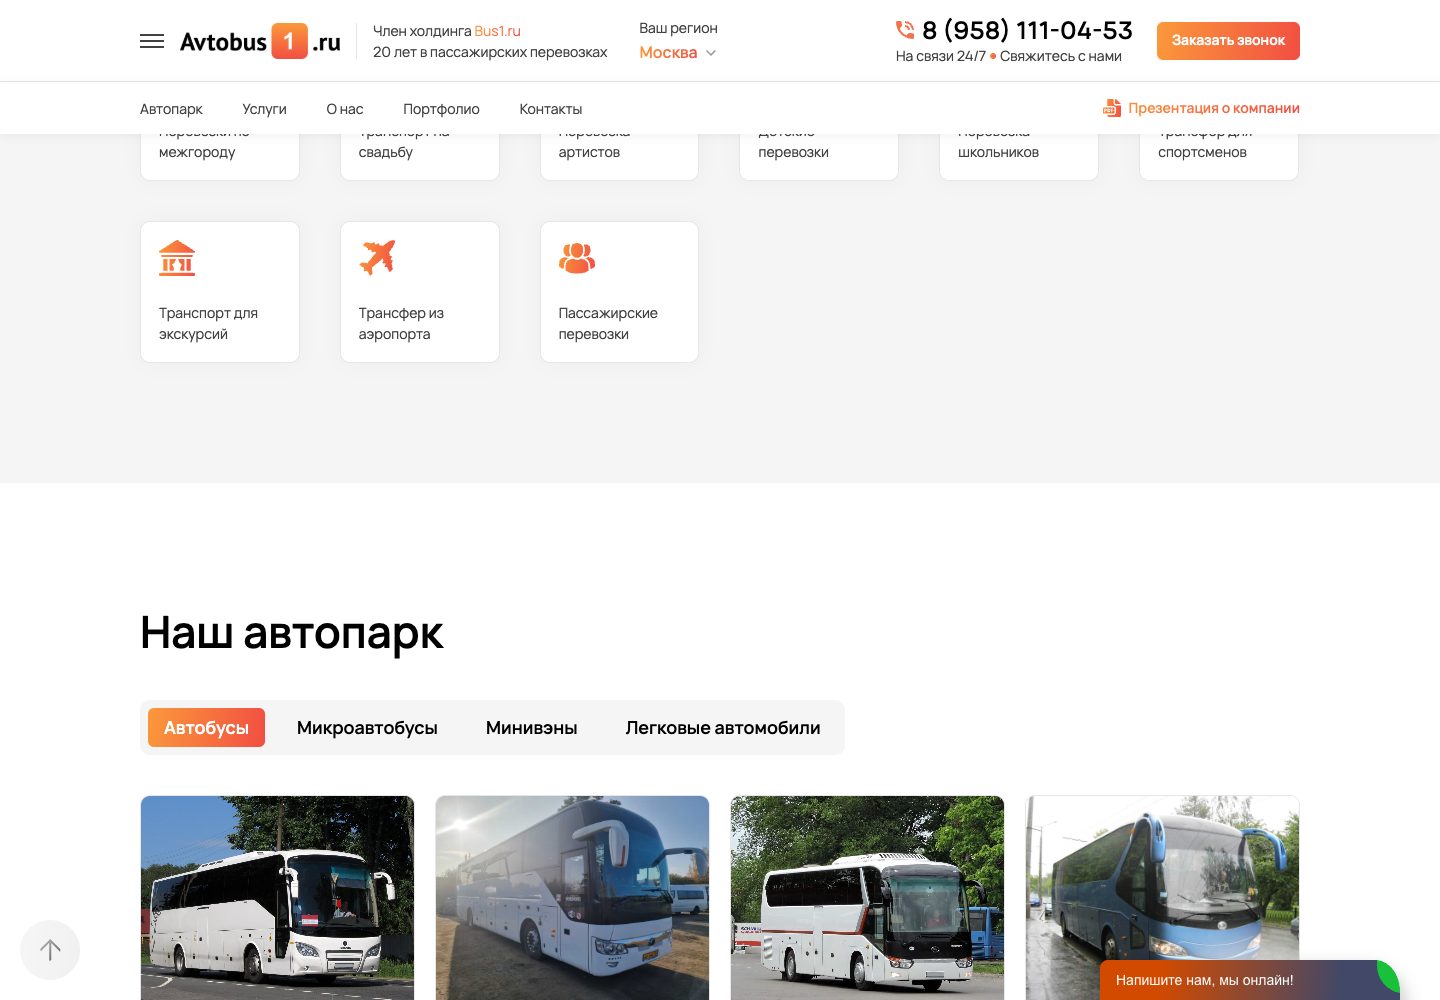 Avtobus 1 .ru
Член холдинга Bus1.ru
20 лет в пассажирских перевозках
Ваш регион
Москва
8 (958) 111-04-53
На связи 24/7 • Свяжитесь с нами
Заказать звонок
Автопарк
Услуги
О нас
Портфолио
Контакты
Презентация о компании
межгороду
свадьбу
артистов
Детские
перевозки
школьников
спортсменов
Транспорт для
экскурсий
Трансфер из
аэропорта
Пассажирские
перевозки
Наш автопарк
Автобусы
Микроавтобусы
Минивэны
Легковые автомобили
Напишите нам, мы онлайн!